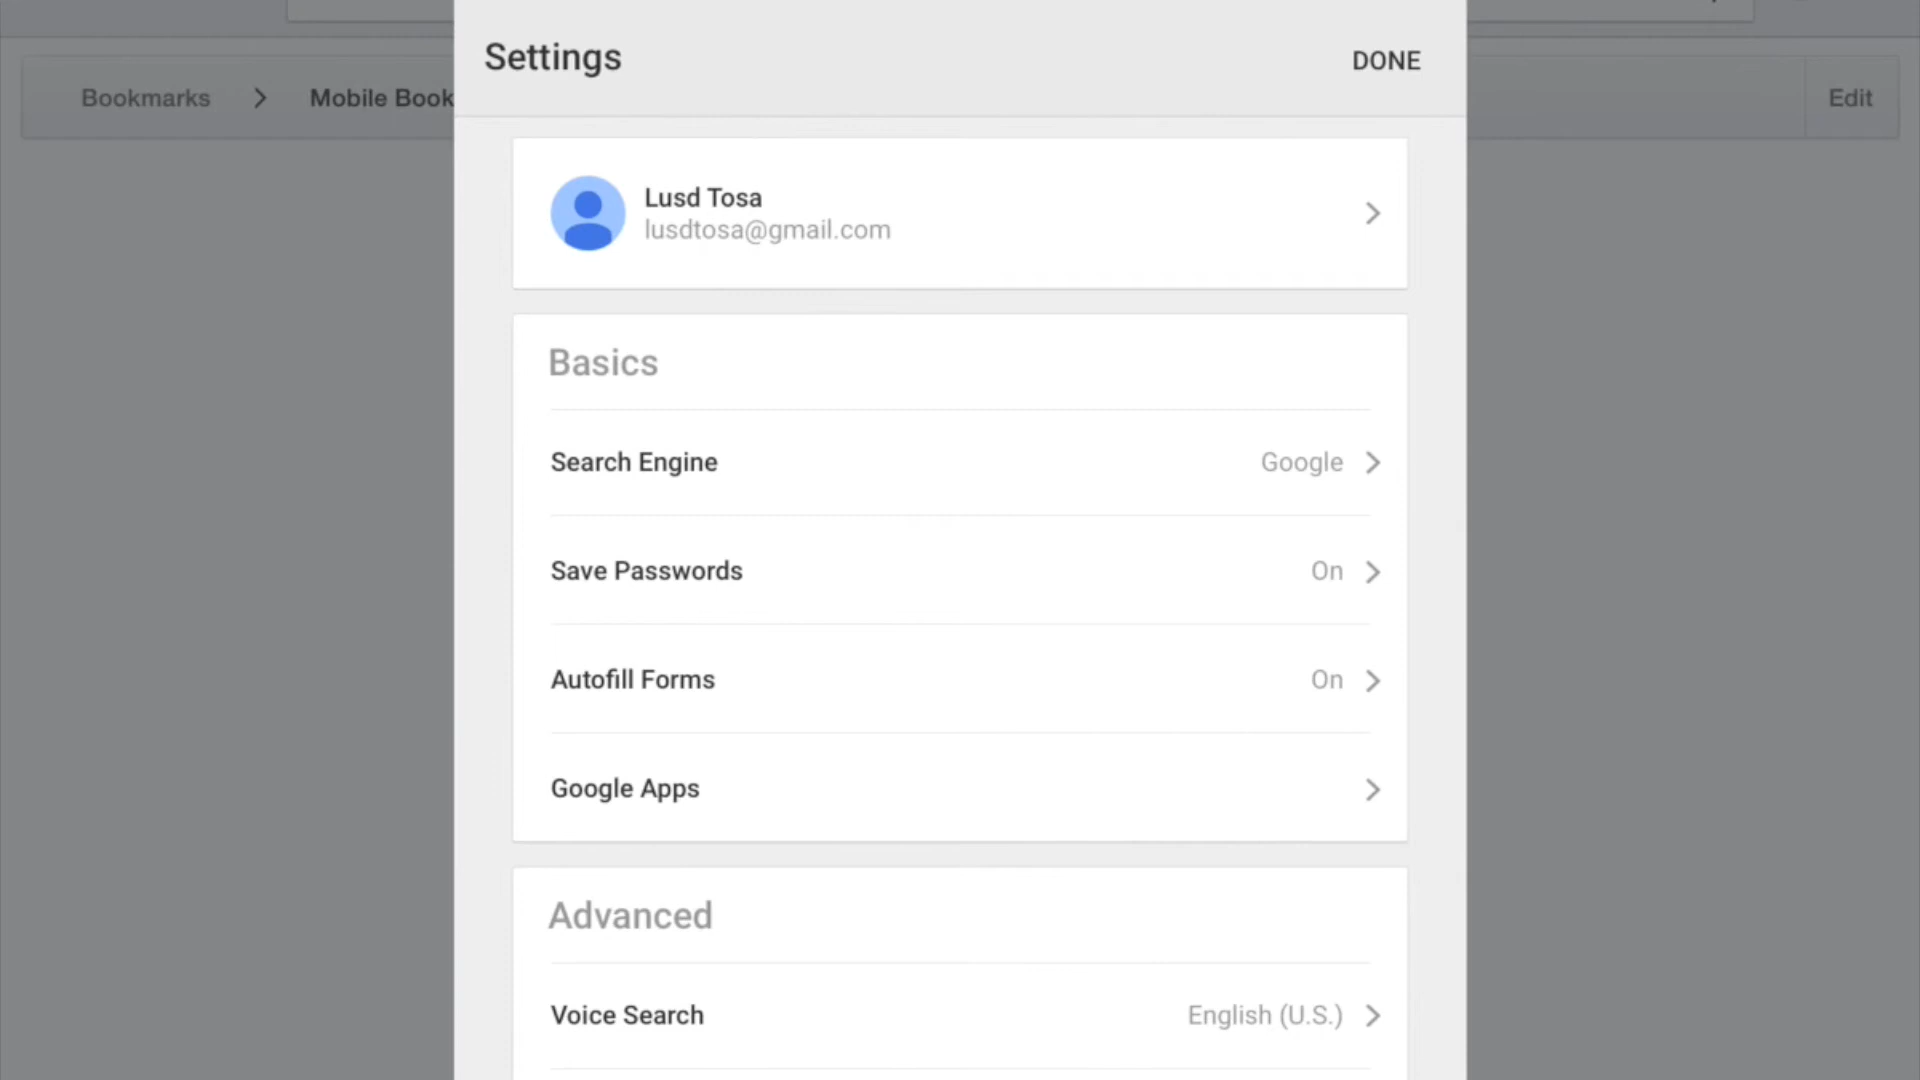 Settings
DONE
Bookmarks
Mobile Book
Edit
Lusd Tosa
lusdtosa@gmail.com
Basics
Search Engine Google
Save Passwords On
Autofill Forms On
Google Apps
Advanced
Voice Search English (U.S.)